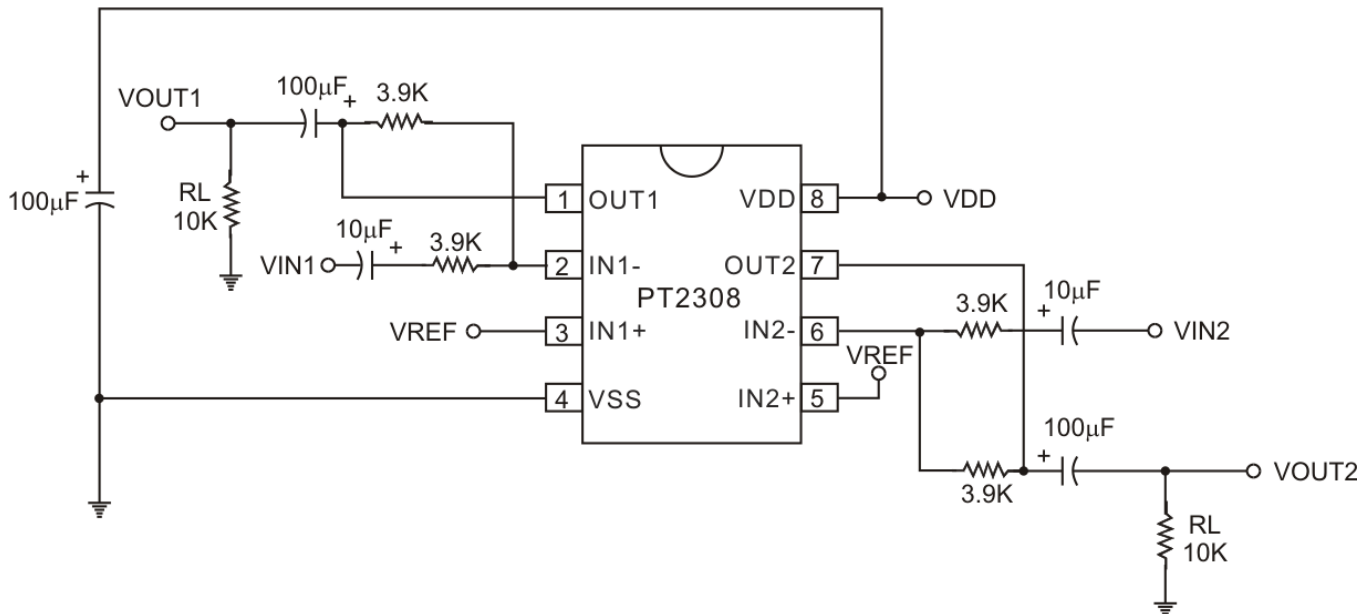 100μF
+
3.9K
VOUT1
+
100μF
RL
10K
10μF
+
3.9K
VIN1
VREF
1
OUT1
2
IN1-
3
IN1+
4
VSS
PT2308
VDD
8
OUT2
7
IN2-
6
IN2+
5
VDD
3.9K
+
10μF
VIN2
VREF
100μF
+
3.9K
VOUT2
RL
10K